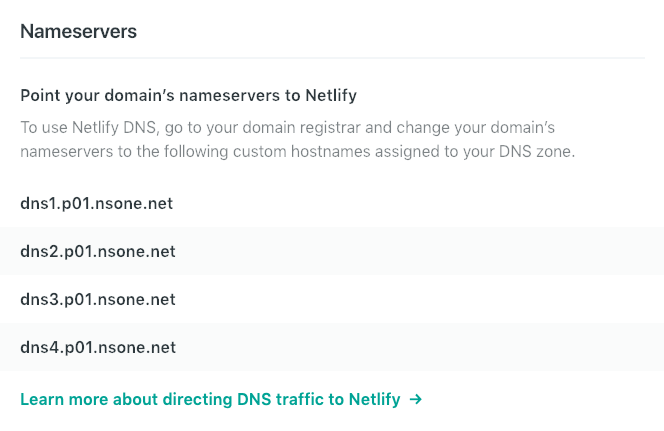 Nameservers
Point your domain’s nameservers to Netlify
To use Netlify DNS, go to your domain registrar and change your domain’s
nameservers to the following custom hostnames assigned to your DNS zone.
dns1.p01.nsone.net
dns2.p01.nsone.net
dns3.p01.nsone.net
dns4.p01.nsone.net
Learn more about directing DNS traffic to Netlify →